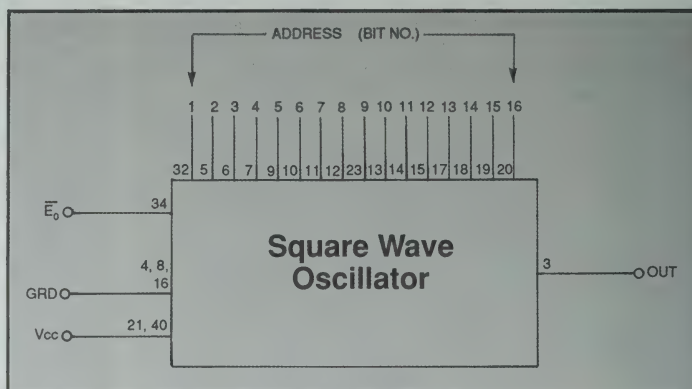 ADDRESS (BIT NO.)
1 2 3 4 5 6 7 8 9 10 11 12 13 14 15 16
32 5 6 7 9 10 11 12 23 13 14 15 17 18 19 20
E̅₀ 34
4, 8,
GRD 16
Vcc 21, 40
Square Wave
Oscillator
3 OUT